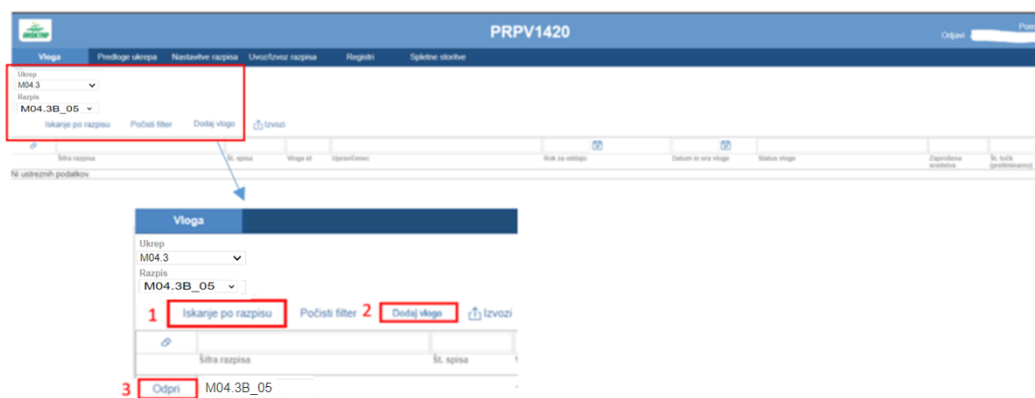 PRPV1420
Odjavi
Vloga Predloge ukrepa Nastavitve razpisa Uvoz/Izvoz razpisa Registri Spletne storitve
Ukrep
M04.3
Razpis
M04.3B_05
Iskanje po razpisu Počisti filter Dodaj vlogo Izvozi
Šifra razpisa Št. spisa Vloga id Upravičenec Rok za oddajo Datum in ura vloge Status vloge Zaprošena sredstva Št. točk (preliminarno)
Ni ustreznih podatkov.
Vloga
Ukrep
M04.3
Razpis
M04.3B_05
1 Iskanje po razpisu Počisti filter 2 Dodaj vlogo Izvozi
Šifra razpisa Št. spisa
3 Odpri M04.3B_05